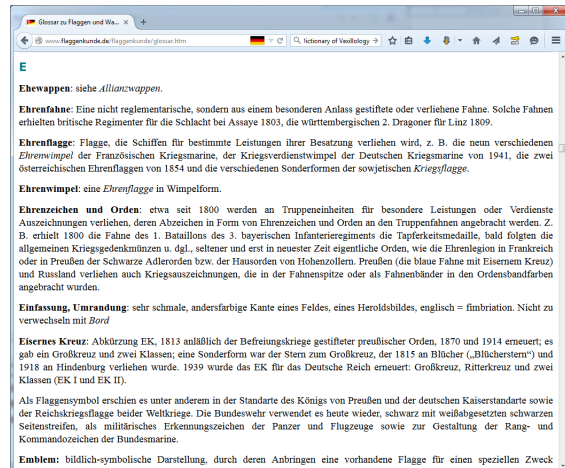 Glossar zu Flaggen und Wa...
www.flaggenkunde.de/flaggenkunde/glossar.htm
lictionary of Vexillology
E
Ehewappen: siehe Allianzwappen.
Ehrenfahne: Eine nicht reglementarische, sondern aus einem besonderen Anlass gestiftete oder verliehene Fahne. Solche Fahnen
erhielten britische Regimenter für die Schlacht bei Assaye 1803, die württembergischen 2. Dragoner für Linz 1809.
Ehrenflagge: Flagge, die Schiffen für bestimmte Leistungen ihrer Besatzung verliehen wird, z. B. die neun verschiedenen
Ehrenwimpel der Französischen Kriegsmarine, der Kriegsverdienstwimpel der Deutschen Kriegsmarine von 1941, die zwei
österreichischen Ehrenflaggen von 1854 und die verschiedenen Sonderformen der sowjetischen Kriegsflagge.
Ehrenwimpel: eine Ehrenflagge in Wimpelform.
Ehrenzeichen und Orden: etwa seit 1800 werden an Truppeneinheiten für besondere Leistungen oder Verdienste
Auszeichnungen verliehen, deren Abzeichen in Form von Ehrenzeichen und Orden an den Truppenfahnen angebracht werden. Z.
B. erhielt 1800 die Fahne des 1. Bataillons des 3. bayerischen Infanterieregiments die Tapferkeitsmedaille, bald folgten die
allgemeinen Kriegsgedenkmünzen u. dgl., seltener und erst in neuester Zeit eigentliche Orden, wie die Ehrenlegion in Frankreich
oder in Preußen der Schwarze Adlerorden bzw. der Hausorden von Hohenzollern. Preußen (die blaue Fahne mit Eisernem Kreuz)
und Russland verliehen auch Kriegsauszeichnungen, die in der Fahnenspitze oder als Fahnenbänder in den Ordensbandfarben
angebracht wurden.
Einfassung, Umrandung: sehr schmale, andersfarbige Kante eines Feldes, eines Heroldsbildes, englisch = fimbriation. Nicht zu
verwechseln mit Bord
Eisernes Kreuz: Abkürzung EK, 1813 anläßlich der Befreiungskriege gestifteter preußischer Orden, 1870 und 1914 erneuert; es
gab ein Großkreuz und zwei Klassen; eine Sonderform war der Stern zum Großkreuz, der 1815 an Blücher („Blücherstern“) und
1918 an Hindenburg verliehen wurde. 1939 wurde das EK für das Deutsche Reich erneuert: Großkreuz, Ritterkreuz und zwei
Klassen (EK I und EK II).
Als Flaggensymbol erschien es unter anderem in der Standarte des Königs von Preußen und der deutschen Kaiserstandarte sowie
der Reichskriegsflagge beider Weltkriege. Die Bundeswehr verwendet es heute wieder, schwarz mit weißabgesetzten schwarzen
Seitenstreifen, als militärisches Erkennungszeichen der Panzer und Flugzeuge sowie zur Gestaltung der Rang- und
Kommandozeichen der Bundesmarine.
Emblem: bildlich-symbolische Darstellung, durch deren Anbringen eine vorhandene Flagge für einen speziellen Zweck